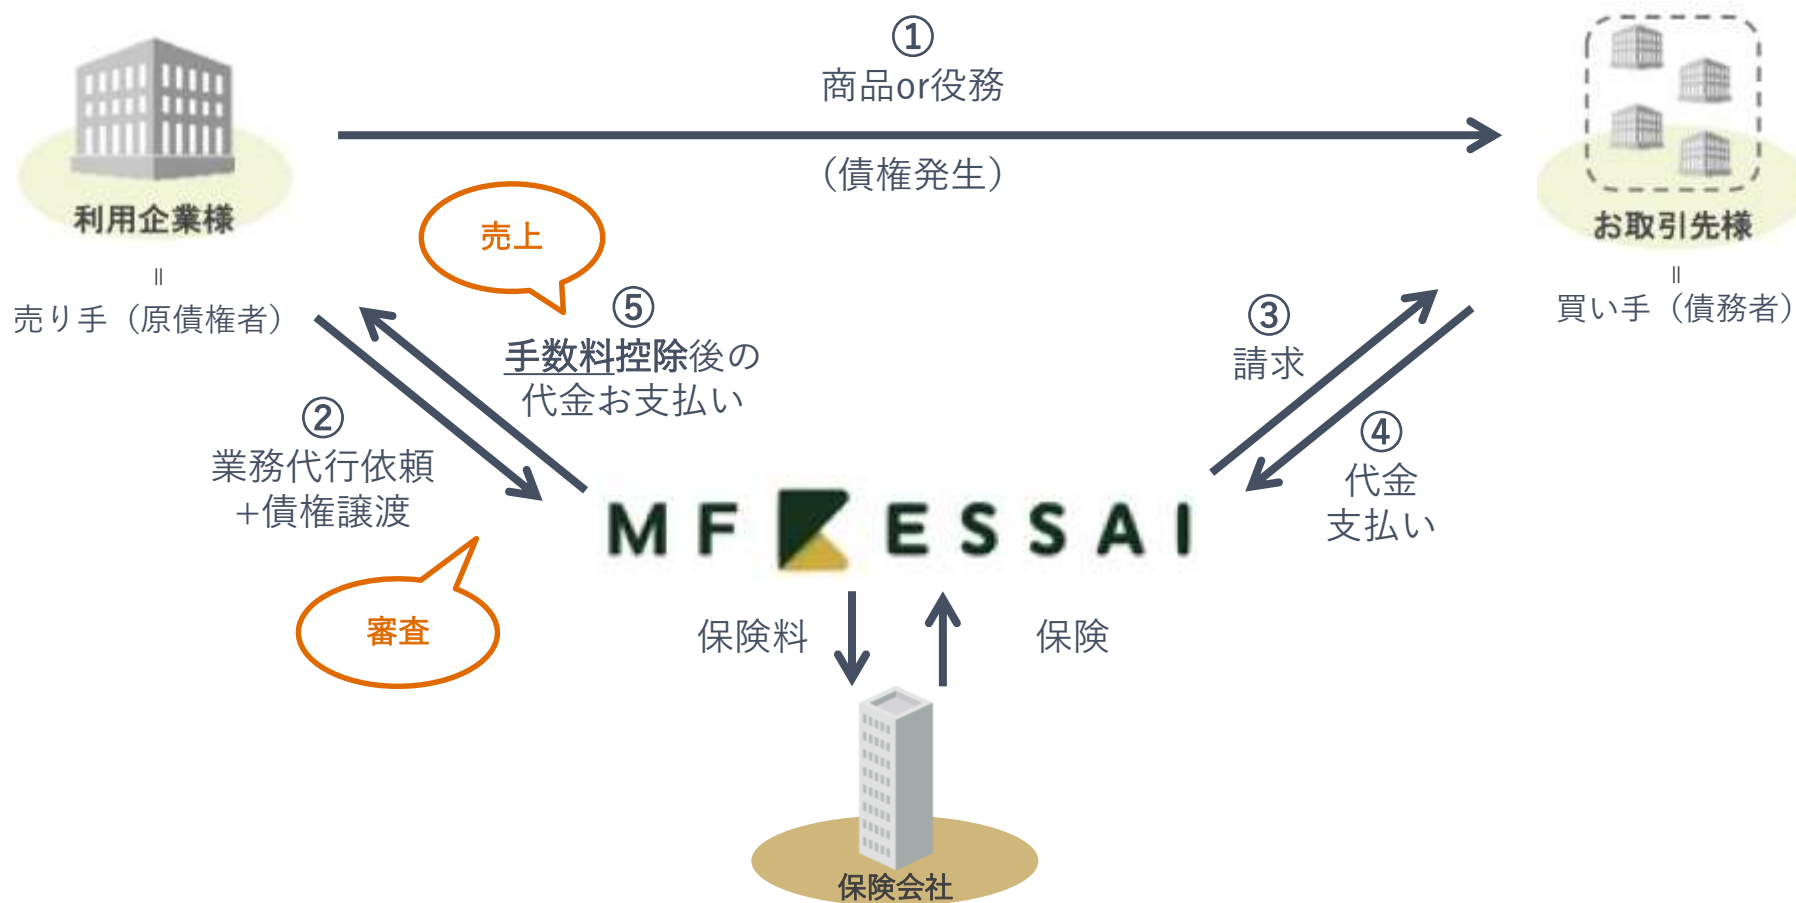 ①
商品or役務
（債権発生）
利用企業様
＝
売り手（原債権者）
お取引先様
＝
買い手（債務者）
売上
⑤
手数料控除後の
代金お支払い
②
業務代行依頼
+債権譲渡
審査
③
請求
④
代金
支払い
MF KESSAI
保険料
保険
保険会社